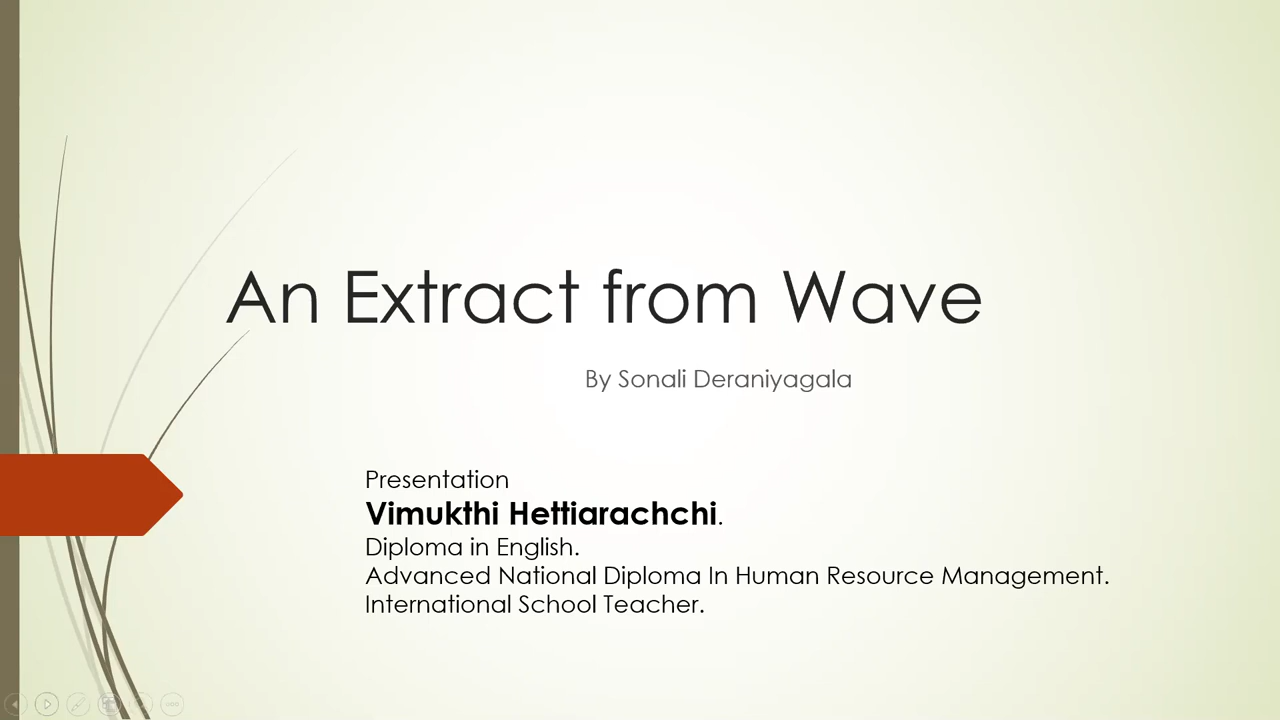 An Extract from Wave
By Sonali Deraniyagala
Presentation
Vimukthi Hettiarachchi.
Diploma in English.
Advanced National Diploma In Human Resource Management.
International School Teacher.